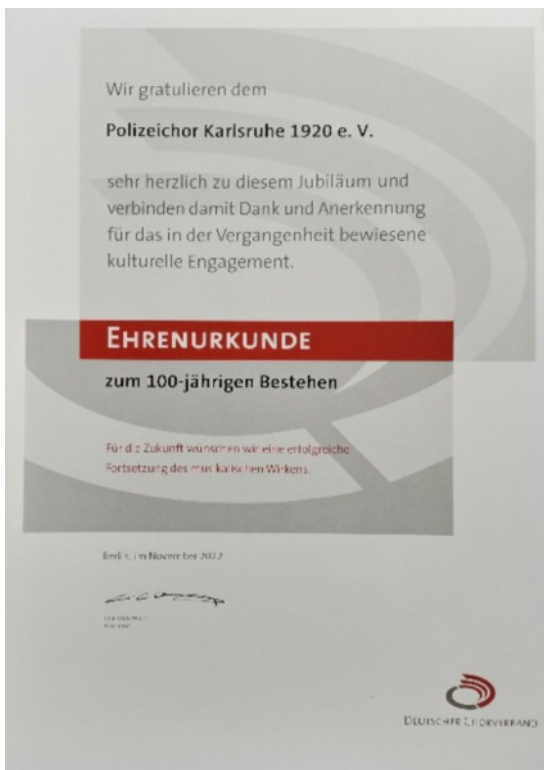 Wir gratulieren dem
Polizeichor Karlsruhe 1920 e. V.
sehr herzlich zu diesem Jubiläum und
verbinden damit Dank und Anerkennung
für das in der Vergangenheit bewiesene
kulturelle Engagement.
EHRENURKUNDE
zum 100-jährigen Bestehen
Für die Zukunft wünschen wir eine erfolgreiche
Fortsetzung des musikalischen Wirkens.
Berlin, im November 2022
DEUTSCHER CHORVERBAND